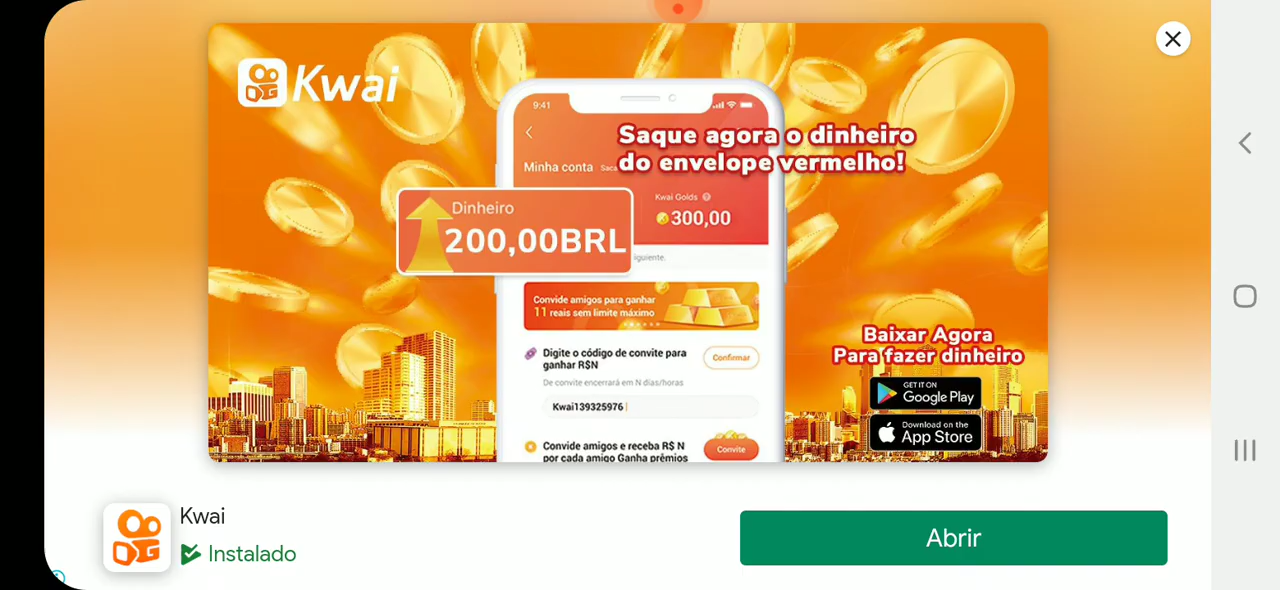 Kwai
9:41
Saque agora o dinheiro
do envelope vermelho!
Minha conta
Dinheiro
200,00BRL
Kwai Golds
300,00
iguiente.
Convide amigos para ganhar
11 reais sem limite máximo
Digite o código de convite para
ganhar R$N
Confirmar
De convite encerrará em N días/horas
Kwai139325976
Convide amigos e receba R$ N
por cada amigo Ganha prêmios
Convite
Baixar Agora
Para fazer dinheiro
GET IT ON
Google Play
Download on the
App Store
Kwai
Instalado
Abrir